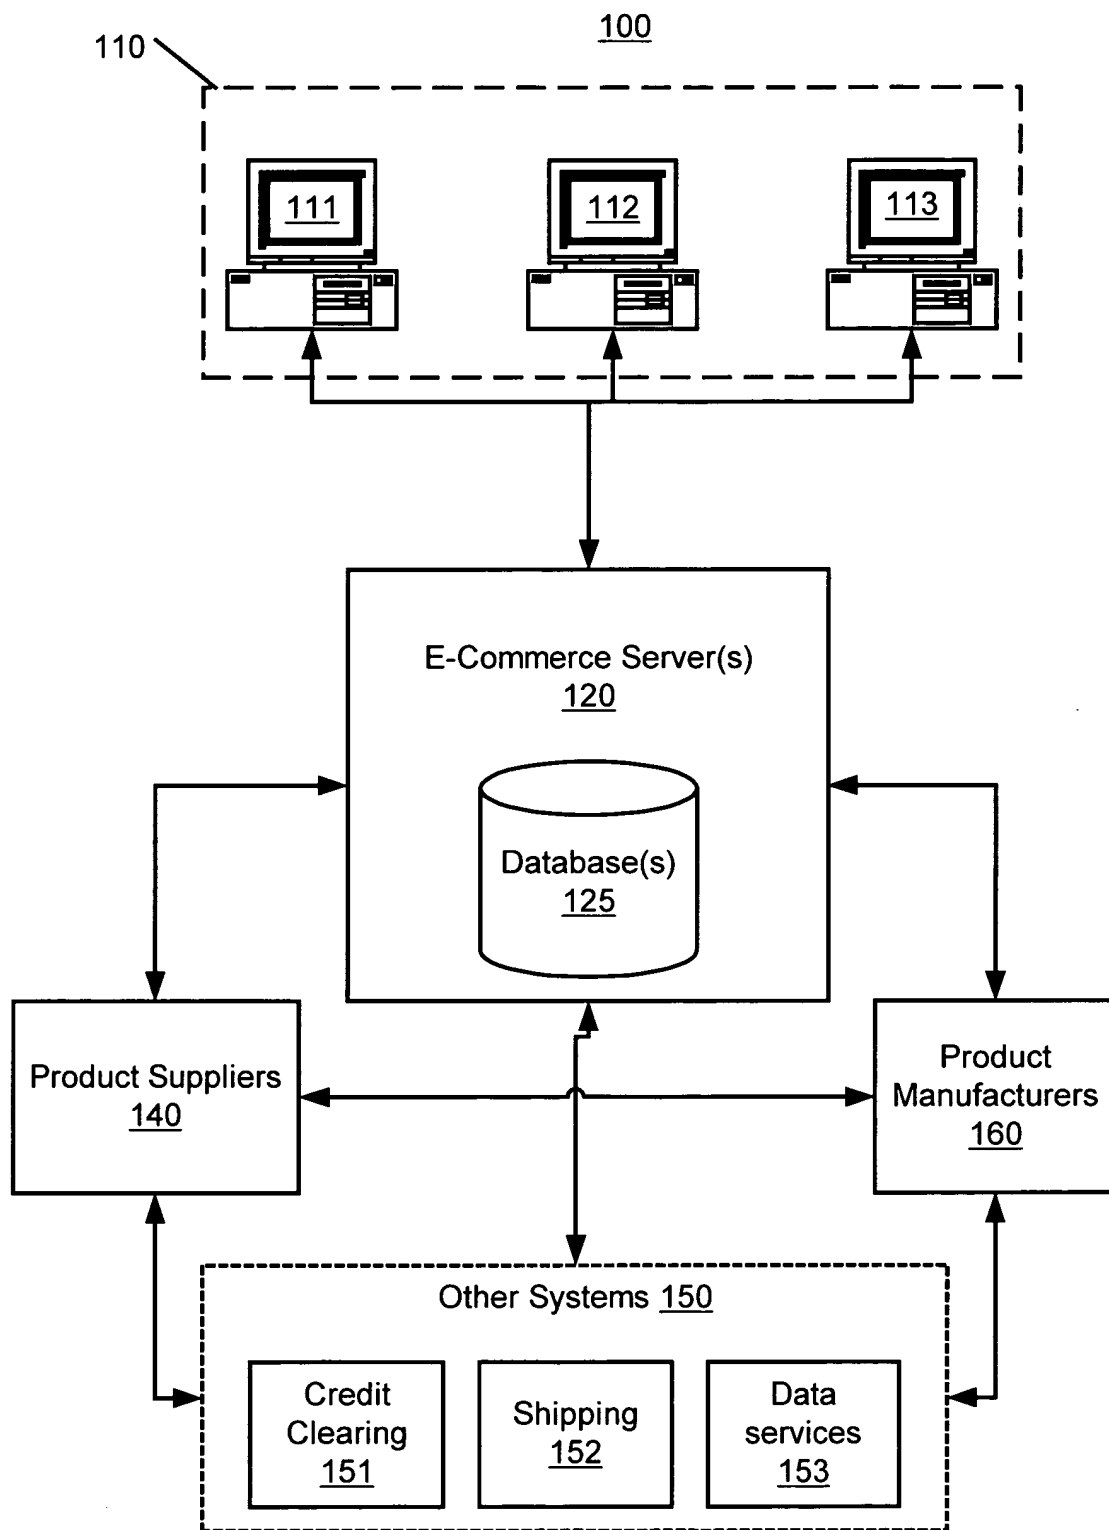 100
110
111
112
113
E-Commerce Server(s)
120
Database(s)
125
Product Suppliers
140
Product
Manufacturers
160
Other Systems 150
Credit
Clearing
151
Shipping
152
Data
services
153